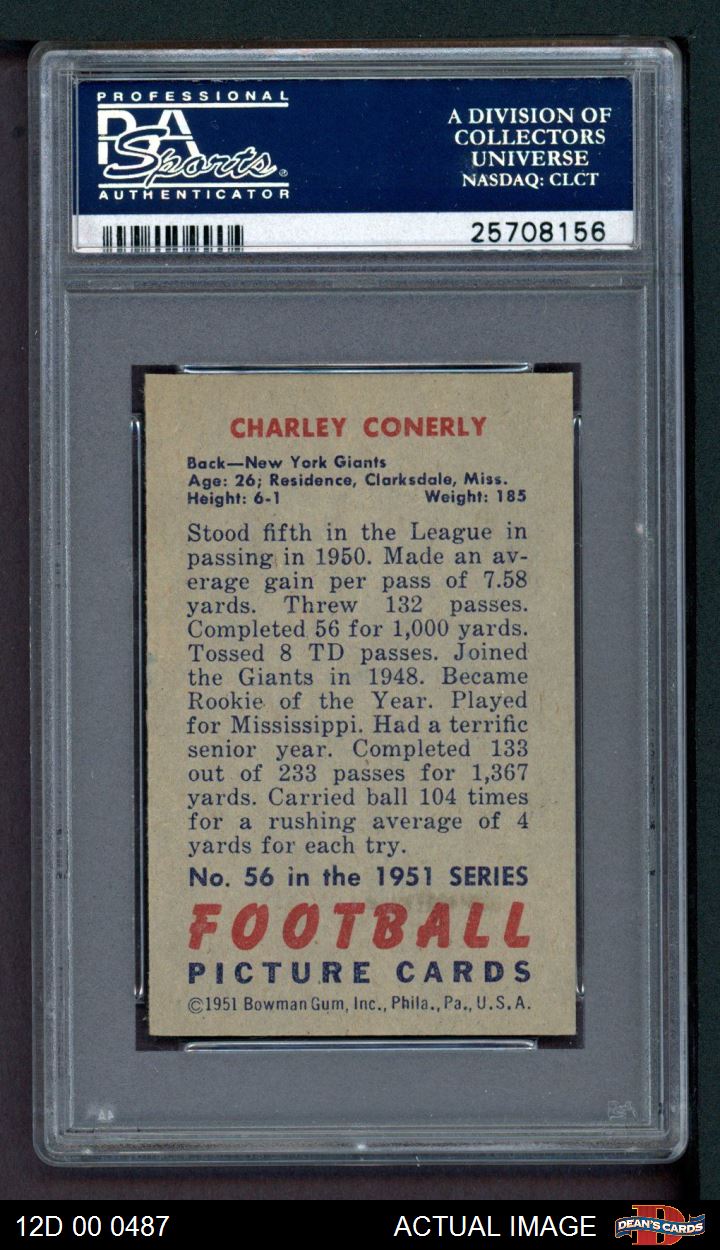 PROFESSIONAL
PSA
Sports
AUTHENTICATOR
A DIVISION OF
COLLECTORS
UNIVERSE
NASDAQ: CLCT
25708156
CHARLEY CONERLY
Back—New York Giants
Age: 26; Residence, Clarksdale, Miss.
Height: 6-1 Weight: 185
Stood fifth in the League in
passing in 1950. Made an av-
erage gain per pass of 7.58
yards. Threw 132 passes.
Completed 56 for 1,000 yards.
Tossed 8 TD passes. Joined
the Giants in 1948. Became
Rookie of the Year. Played
for Mississippi. Had a terrific
senior year. Completed 133
out of 233 passes for 1,367
yards. Carried ball 104 times
for a rushing average of 4
yards for each try.
No. 56 in the 1951 SERIES
FOOTBALL
PICTURE CARDS
©1951 Bowman Gum, Inc., Phila., Pa., U.S.A.
12D 00 0487 ACTUAL IMAGE
DEAN'S CARDS